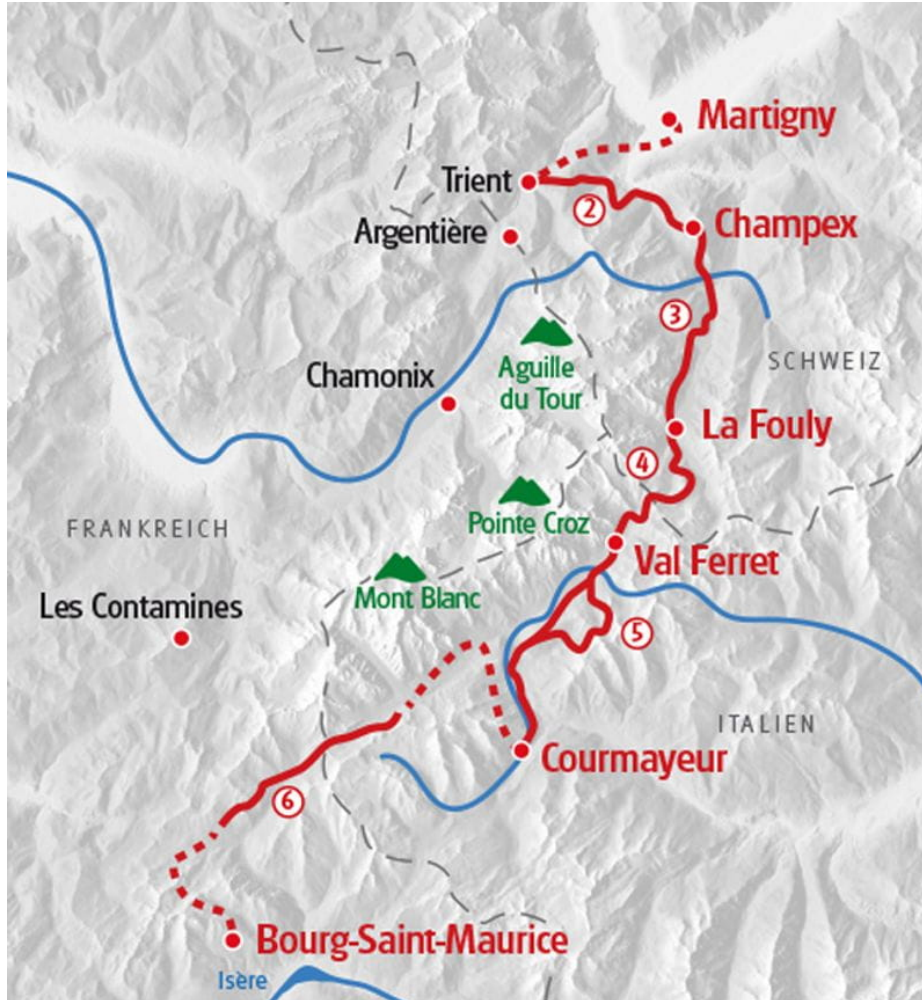 Martigny
Trient
②
Champex
Argentière
③
SCHWEIZ
Aguille
du Tour
Chamonix
La Fouly
④
Pointe Croz
FRANKREICH
Val Ferret
Mont Blanc
Les Contamines
⑤
ITALIEN
Courmayeur
⑥
Bourg-Saint-Maurice
Isère